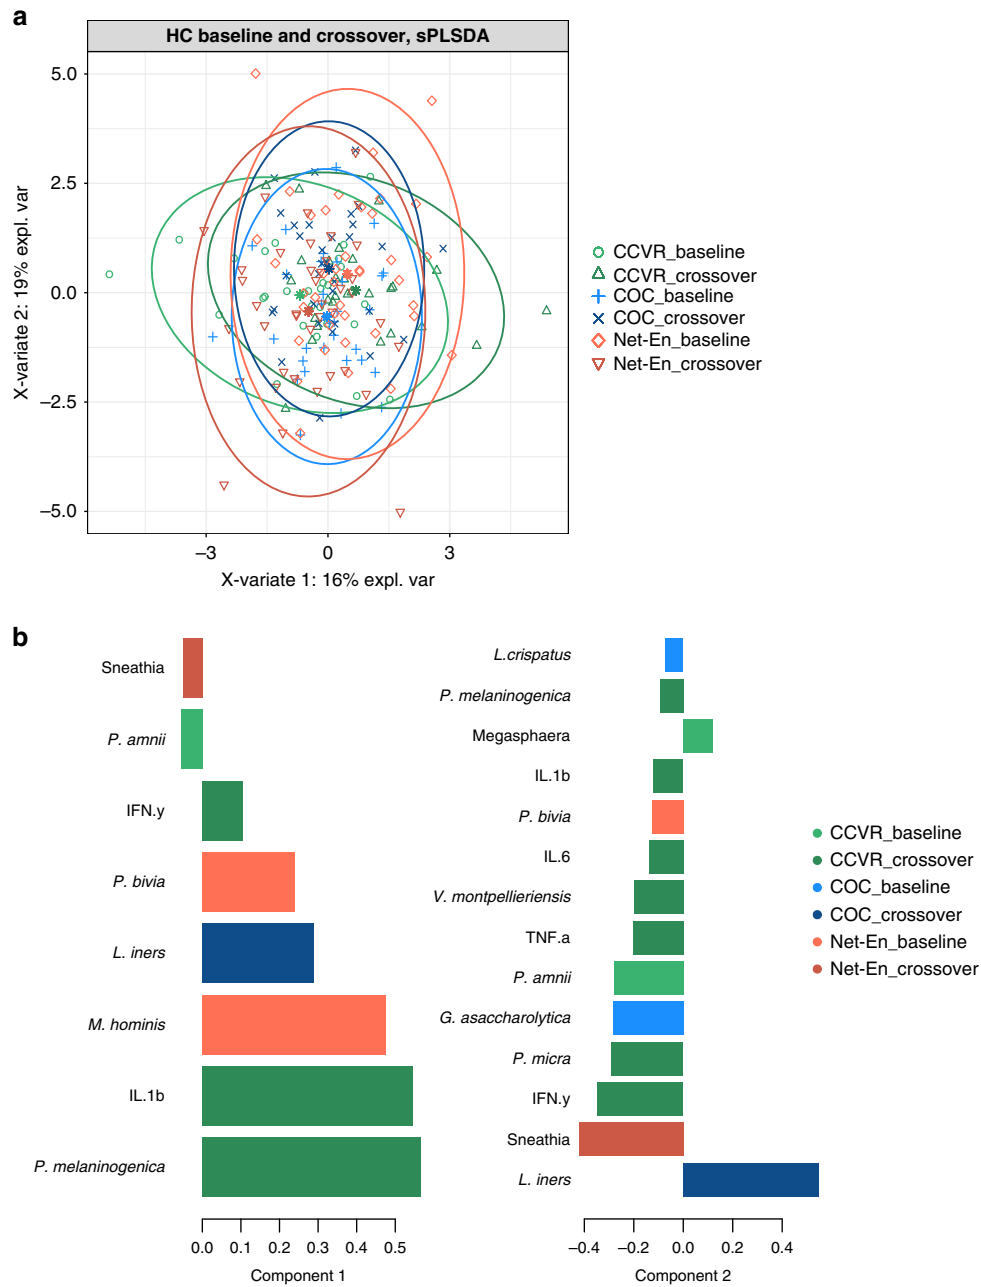 a
HC baseline and crossover, sPLSDA
5.0
2.5
0.0
−2.5
−5.0
X-variate 2: 19% expl. var
−3
0
3
X-variate 1: 16% expl. var
CCVR_baseline
CCVR_crossover
COC_baseline
COC_crossover
Net-En_baseline
Net-En_crossover
b
Sneathia
P. amnii
IFN.y
P. bivia
L. iners
M. hominis
IL.1b
P. melaninogenica
0.0 0.1 0.2 0.3 0.4 0.5
Component 1
L.crispatus
P. melaninogenica
Megasphaera
IL.1b
P. bivia
IL.6
V. montpellieriensis
TNF.a
P. amnii
G. asaccharolytica
P. micra
IFN.y
Sneathia
L. iners
−0.4 −0.2 0.0 0.2 0.4
Component 2
CCVR_baseline
CCVR_crossover
COC_baseline
COC_crossover
Net-En_baseline
Net-En_crossover